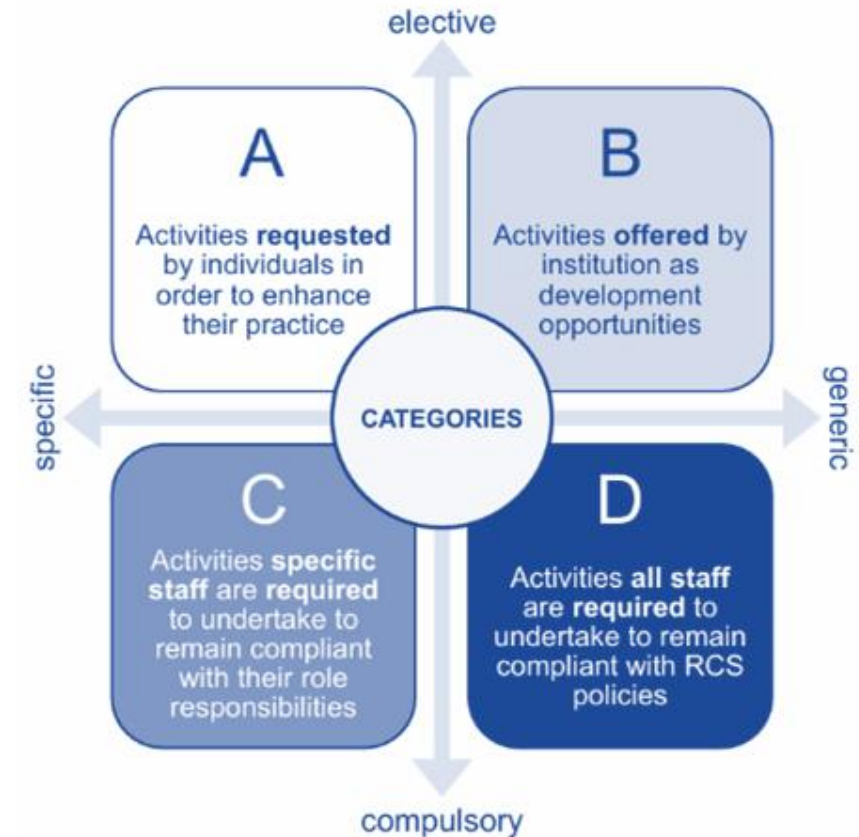 elective
A
Activities requested
by individuals in
order to enhance
their practice
B
Activities offered by
institution as
development
opportunities
specific
CATEGORIES
generic
C
Activities specific
staff are required
to undertake to
remain compliant
with their role
responsibilities
D
Activities all staff
are required to
undertake to remain
compliant with RCS
policies
compulsory